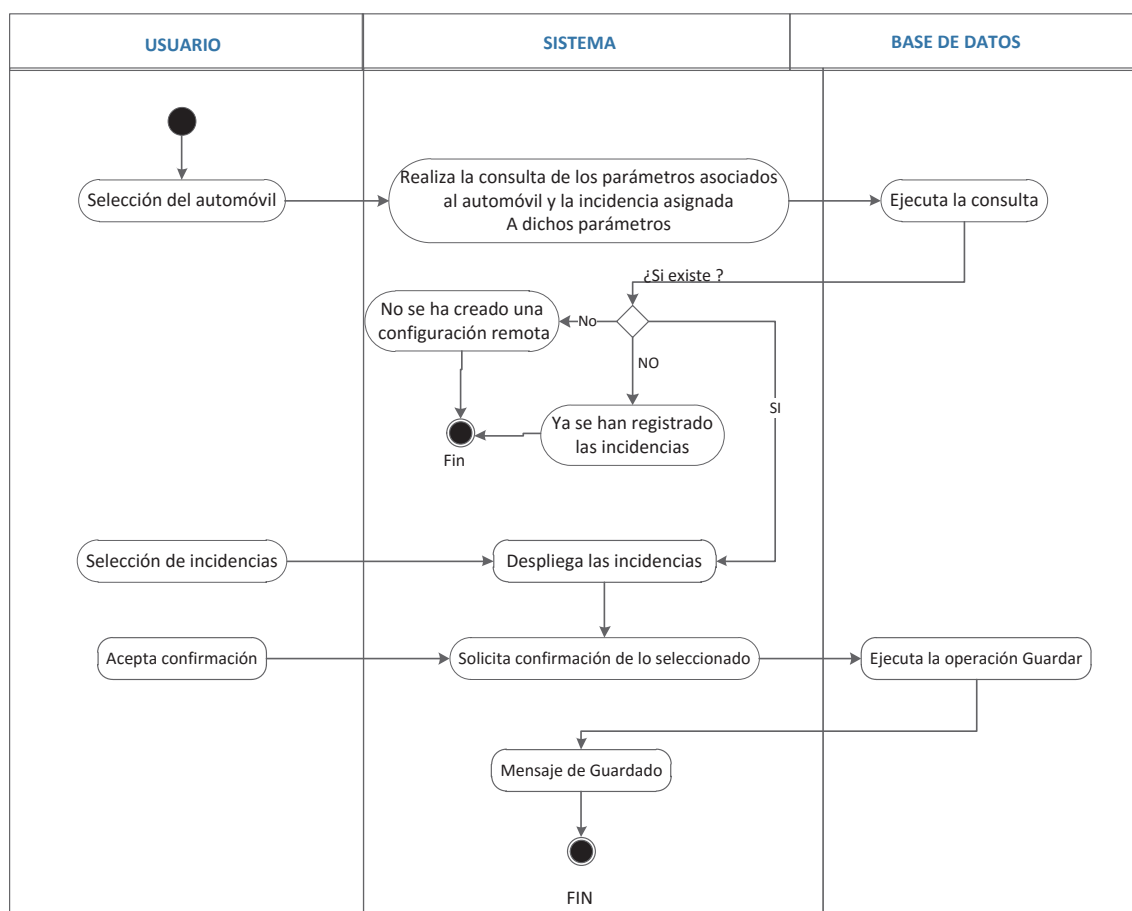 USUARIO
SISTEMA
BASE DE DATOS
Selección del automóvil
Realiza la consulta de los parámetros asociados
al automóvil y la incidencia asignada
A dichos parámetros
Ejecuta la consulta
¿Si existe ?
No se ha creado una
configuración remota
No
NO
SI
Ya se han registrado
las incidencias
Fin
Selección de incidencias
Despliega las incidencias
Acepta confirmación
Solicita confirmación de lo seleccionado
Ejecuta la operación Guardar
Mensaje de Guardado
FIN